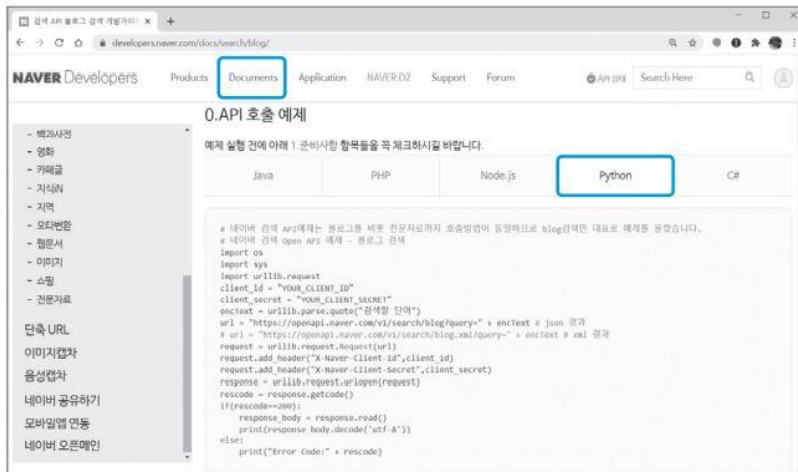 검색 API 블로그 검색 개발가이드
developers.naver.com/docs/search/blog/
NAVER Developers
Products Documents Application NAVER D2 Support Forum API 상태 Search Here
- 백과사전
- 영화
- 카페글
- 지식iN
- 지역
- 오타변환
- 웹문서
- 이미지
- 쇼핑
- 전문자료
단축 URL
이미지캡차
음성캡차
네이버 공유하기
모바일앱 연동
네이버 오픈메인
0.API 호출 예제
예제 실행 전에 아래 1.준비사항 항목들을 꼭 체크하시길 바랍니다.
Java PHP Node.js Python C#
# 네이버 검색 API예제는 블로그를 비롯 전문자료까지 호출방법이 동일하므로 blog검색만 대표로 예제를 올렸습니다.
# 네이버 검색 Open API 예제 - 블로그 검색
import os
import sys
import urllib.request
client_id = "YOUR_CLIENT_ID"
client_secret = "YOUR_CLIENT_SECRET"
encText = urllib.parse.quote("검색할 단어")
url = "https://openapi.naver.com/v1/search/blog?query=" + encText # json 결과
# url = "https://openapi.naver.com/v1/search/blog.xml?query=" + encText # xml 결과
request = urllib.request.Request(url)
request.add_header("X-Naver-Client-Id",client_id)
request.add_header("X-Naver-Client-Secret",client_secret)
response = urllib.request.urlopen(request)
rescode = response.getcode()
if(rescode==200):
response_body = response.read()
print(response_body.decode('utf-8'))
else:
print("Error Code:" + rescode)